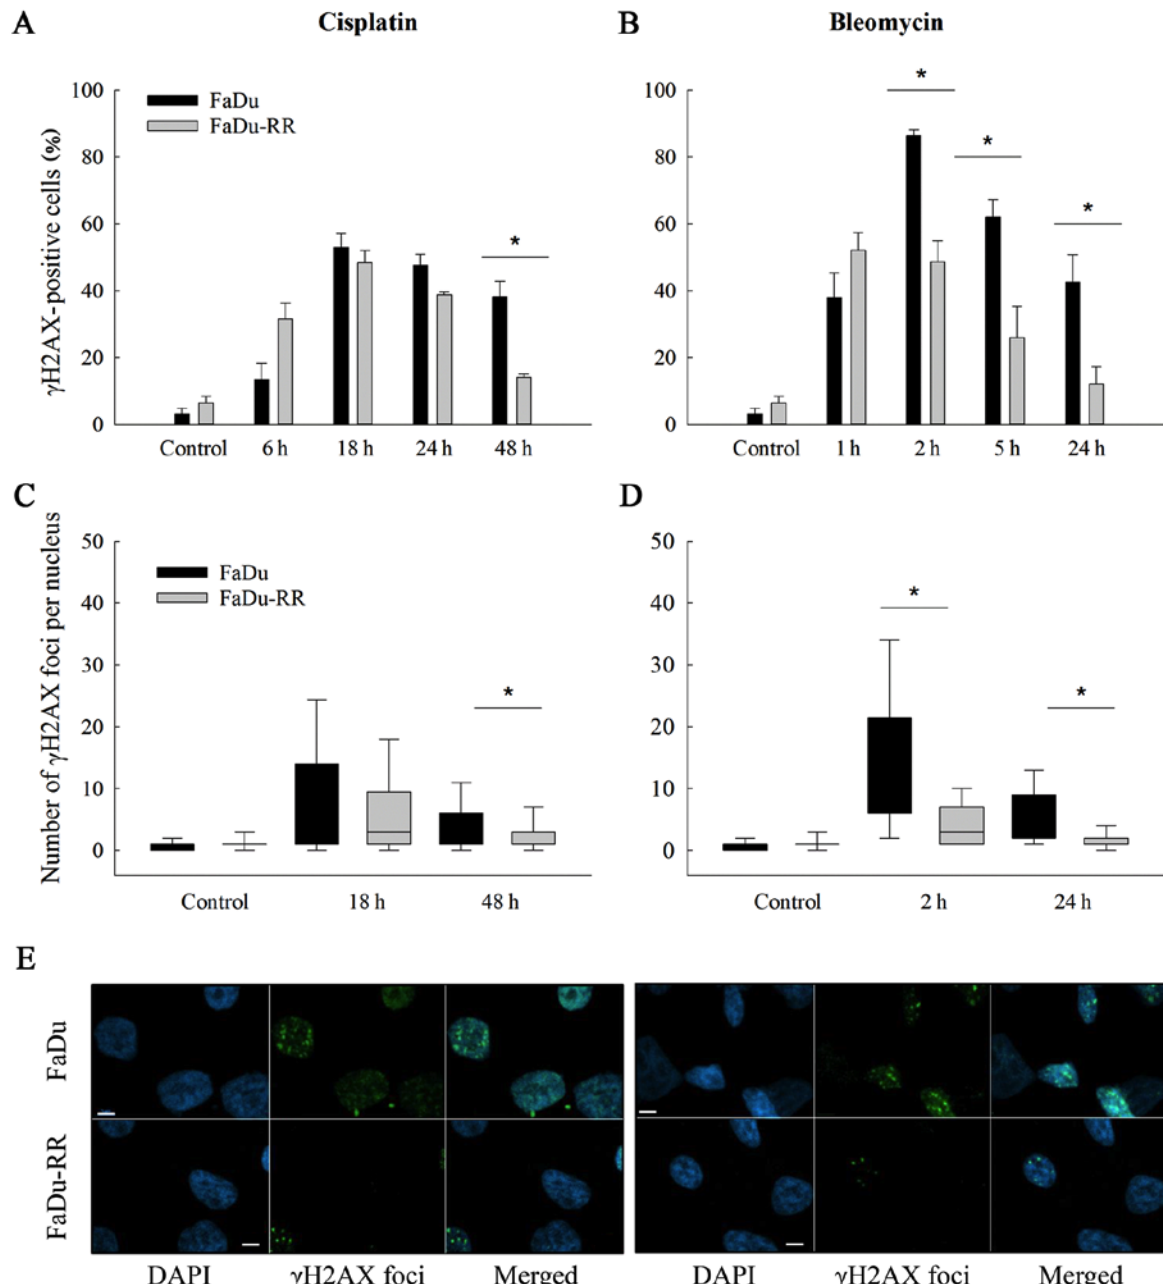 A Cisplatin
B Bleomycin
γH2AX-positive cells (%)
100
80
60
40
20
0
FaDu
FaDu-RR
*
Control 6 h 18 h 24 h 48 h
100
80
60
40
20
0
*
*
*
Control 1 h 2 h 5 h 24 h
C
D
Number of γH2AX foci per nucleus
50
40
30
20
10
0
FaDu
FaDu-RR
*
Control 18 h 48 h
50
40
30
20
10
0
*
*
Control 2 h 24 h
E
FaDu
FaDu-RR
DAPI γH2AX foci Merged
DAPI γH2AX foci Merged